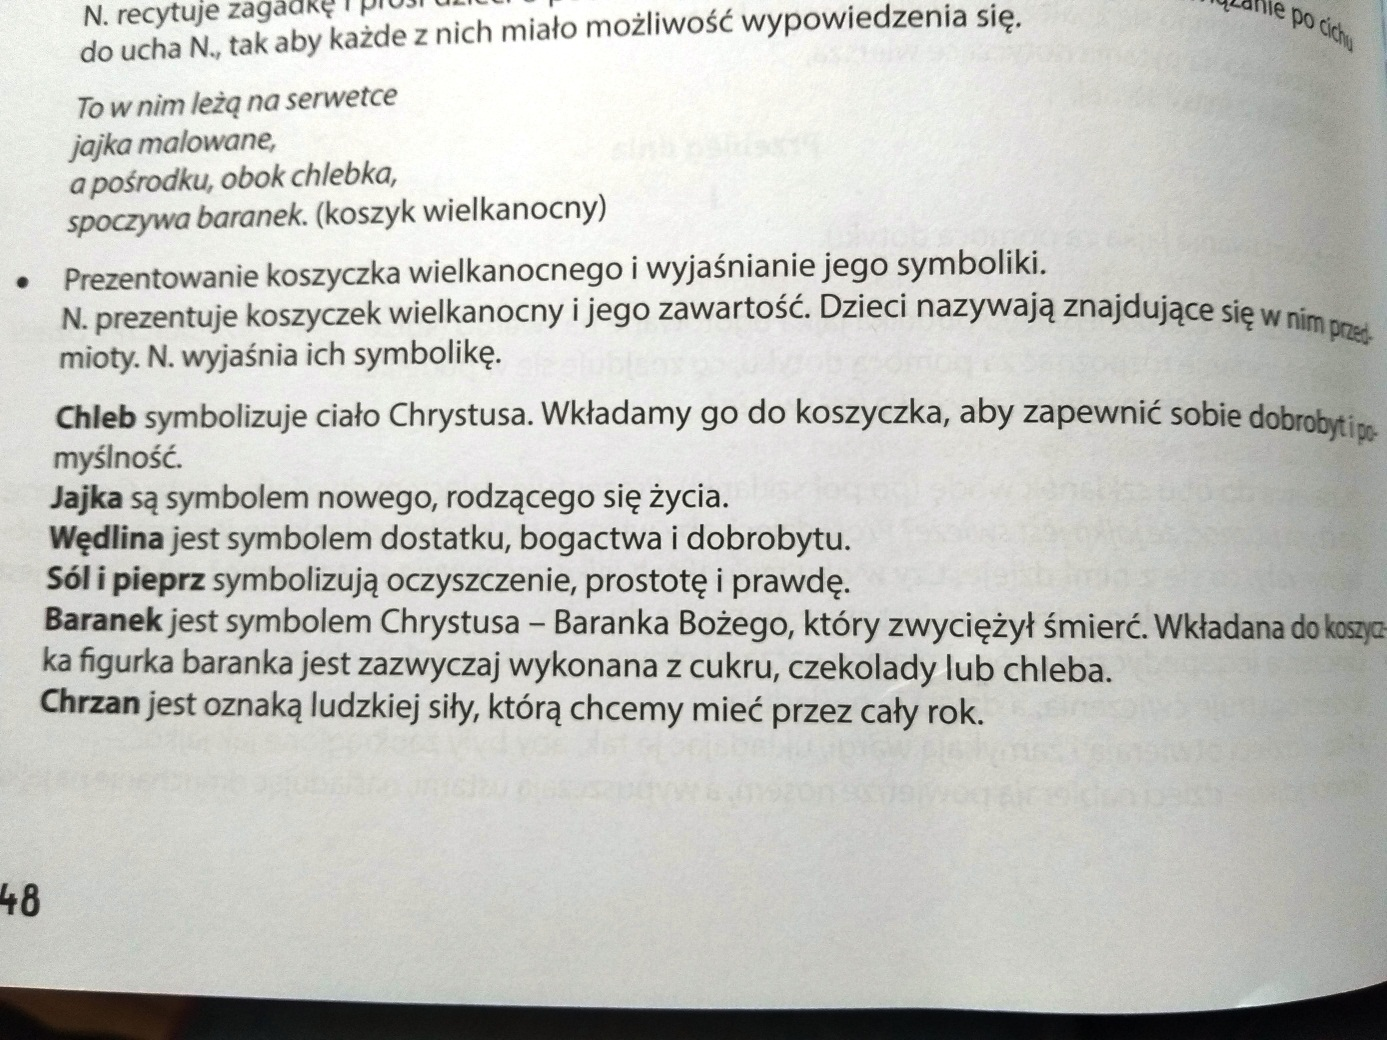 N. recytuje zagadkę i prosi
po cichu
do ucha N., tak aby każde z nich miało możliwość wypowiedzenia się.
To w nim leżą na serwetce
jajka malowane,
a pośrodku, obok chlebka,
spoczywa baranek. (koszyk wielkanocny)
• Prezentowanie koszyczka wielkanocnego i wyjaśnianie jego symboliki.
N. prezentuje koszyczek wielkanocny i jego zawartość. Dzieci nazywają znajdujące się w nim przed-
mioty. N. wyjaśnia ich symbolikę.
Chleb symbolizuje ciało Chrystusa. Wkładamy go do koszyczka, aby zapewnić sobie dobrobyt i po-
myślność.
Jajka są symbolem nowego, rodzącego się życia.
Wędlina jest symbolem dostatku, bogactwa i dobrobytu.
Sól i pieprz symbolizują oczyszczenie, prostotę i prawdę.
Baranek jest symbolem Chrystusa – Baranka Bożego, który zwyciężył śmierć. Wkładana do koszycz-
ka figurka baranka jest zazwyczaj wykonana z cukru, czekolady lub chleba.
Chrzan jest oznaką ludzkiej siły, którą chcemy mieć przez cały rok.
48